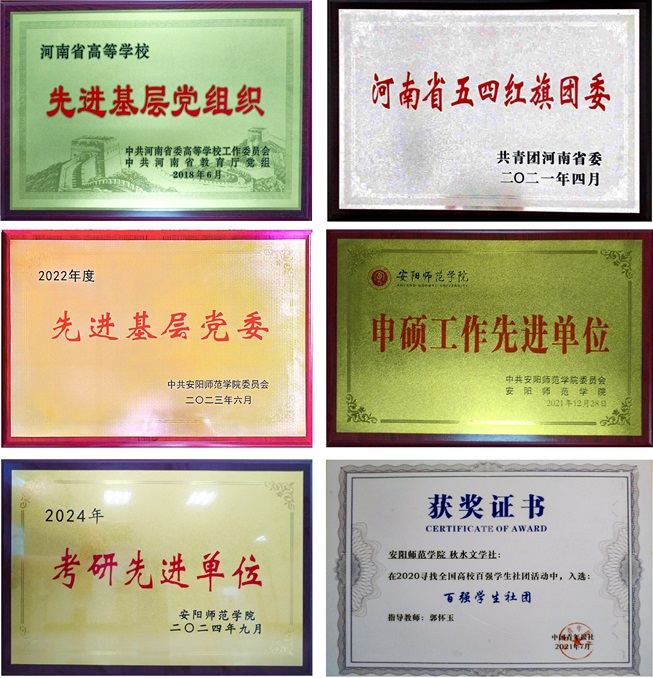 河南省高等学校
先进基层党组织
中共河南省委高等学校工作委员会
中共河南省教育厅党组
2018年6月
河南省五四红旗团委
共青团河南省委
二〇二一年四月
2022年度
先进基层党委
中共安阳师范学院委员会
二〇二三年六月
安阳师范学院
申硕工作先进单位
中共安阳师范学院委员会
安阳师范学院
2021年12月28日
2024年
考研先进单位
安阳师范学院
二〇二四年九月
获奖证书
CERTIFICATE OF AWARD
安阳师范学院 秋水文学社:
在2020寻找全国高校百强学生社团活动中，入选:
百强学生社团
指导教师: 郭怀玉
中国青年报社
2021年7月